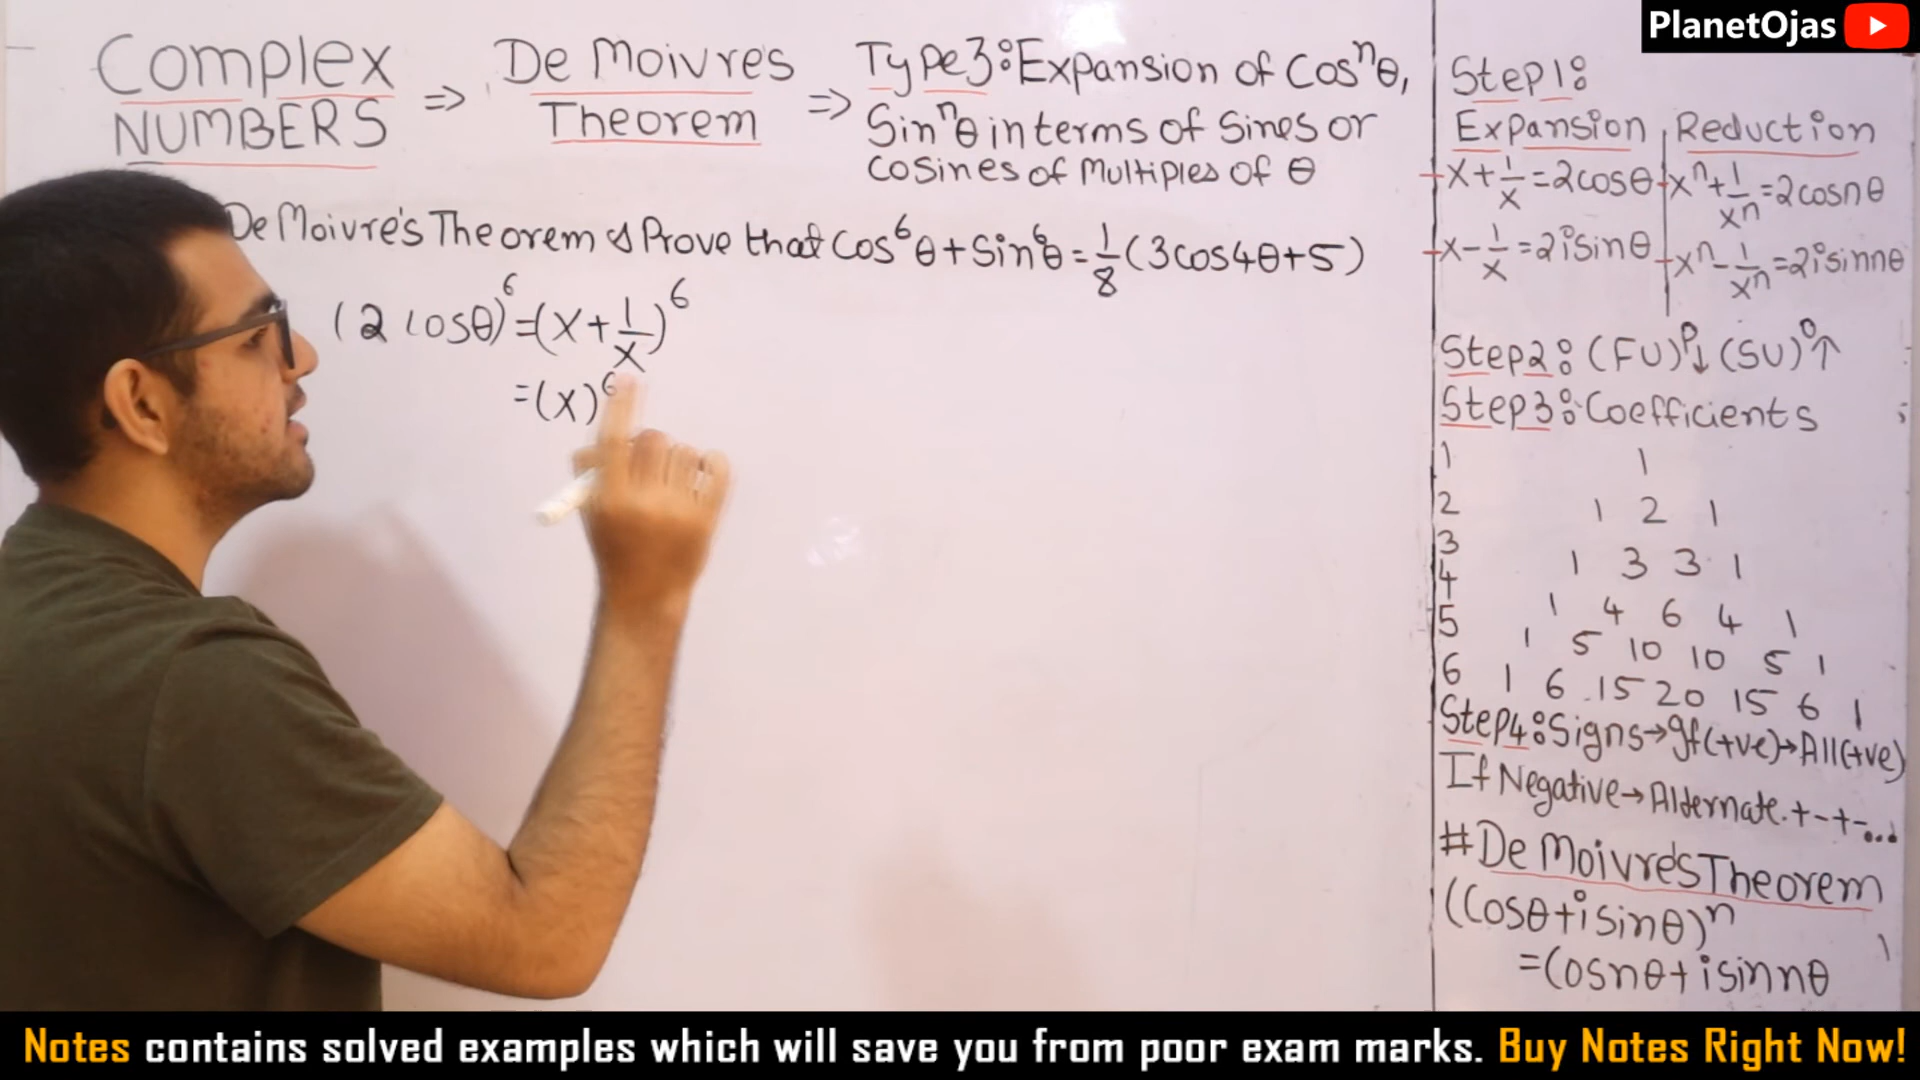 PlanetOjas
Complex
NUMBERS
⇒ De Moivres
Theorem
⇒ Type3: Expansion of Cosⁿθ,
Sinⁿθ in terms of sines or
cosines of Multiples of θ
De Moivre's Theorem & Prove that Cos⁶θ + Sin⁶θ = 1/8 (3cos4θ+5)
(2 cosθ)⁶ = (x + 1/x)⁶
= (x)⁶
Step1:
Expansion | Reduction
x + 1/x = 2cosθ | xⁿ + 1/xⁿ = 2cosnθ
x - 1/x = 2isinθ | xⁿ - 1/xⁿ = 2isinnθ
Step2: (FU)ᴾ↓ (SU)⁰↑
Step3: Coefficients
1 1
2 1 2 1
3 1 3 3 1
4 1 4 6 4 1
5 1 5 10 10 5 1
6 1 6 15 20 15 6 1
Step4: Signs → If (+ve) → All (+ve)
If Negative → Alternate. + - + - ...
# De Moivre's Theorem
(Cosθ + i sinθ)ⁿ
= Cosnθ + i sinnθ
Notes contains solved examples which will save you from poor exam marks. Buy Notes Right Now!